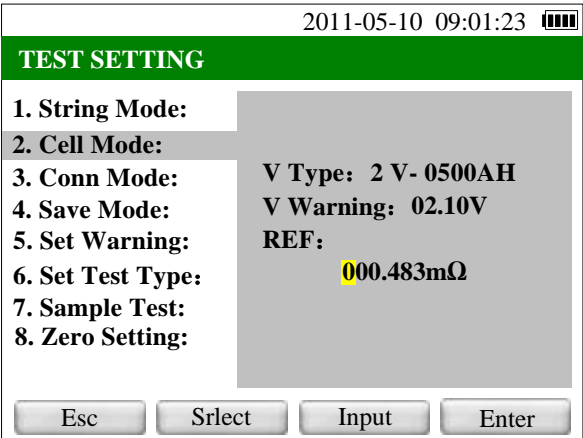 2011-05-10 09:01:23
TEST SETTING
1. String Mode:
2. Cell Mode:
3. Conn Mode:
4. Save Mode:
5. Set Warning:
6. Set Test Type：
7. Sample Test:
8. Zero Setting:
V Type：2 V- 0500AH
V Warning：02.10V
REF：
000.483mΩ
Esc Srlect Input Enter